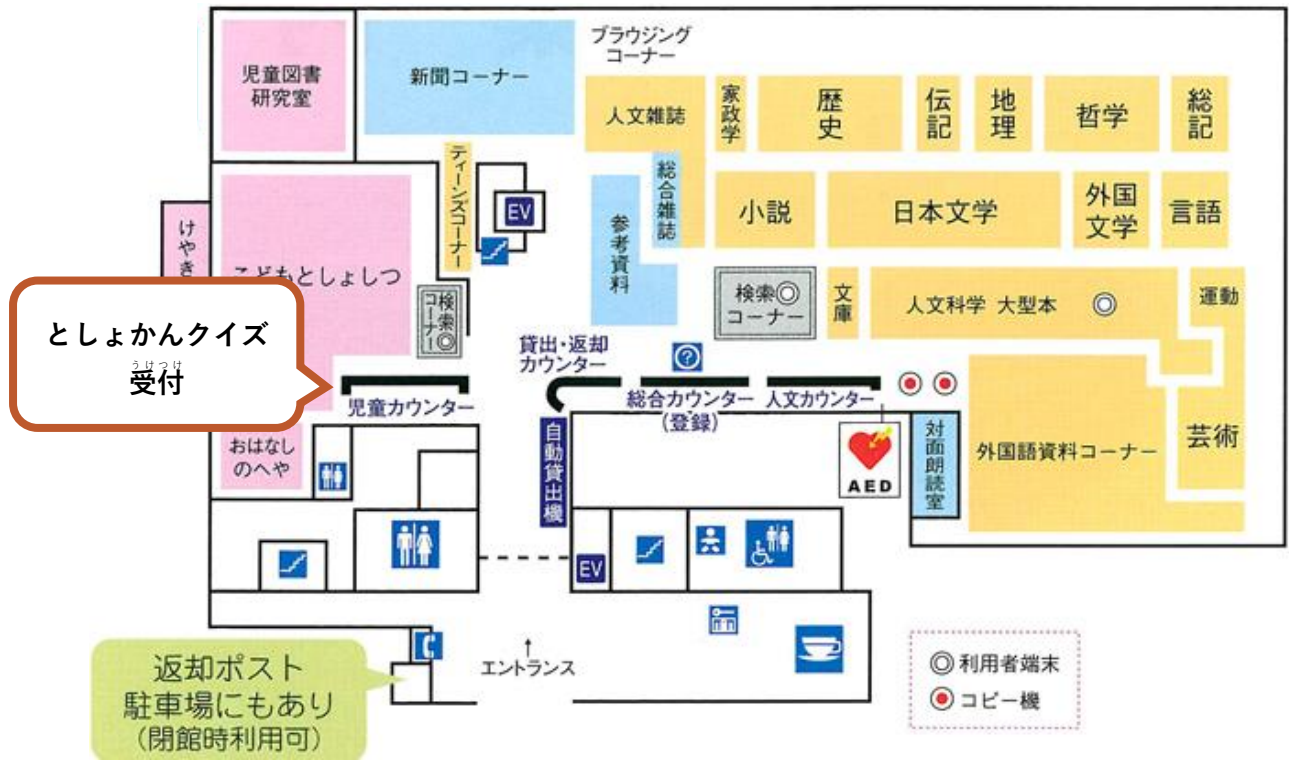 児童図書
研究室
新聞コーナー
ブラウジング
コーナー
人文雑誌
家政学
歴史
伝記
地理
哲学
総記
ティーンズコーナー
EV
総合雑誌
参考資料
小説
日本文学
外国
文学
言語
けやき
こどもとしょしつ
検索◎
コーナー
検索◎
コーナー
文庫
人文科学 大型本 ◎
運動
としょかんクイズ
うけつけ
受付
児童カウンター
貸出・返却
カウンター
?
総合カウンター
(登録)
人文カウンター
おはなし
のへや
自動貸出機
AED
対面朗読室
外国語資料コーナー
芸術
EV
↑
エントランス
返却ポスト
駐車場にもあり
(閉館時利用可)
◎利用者端末
コピー機